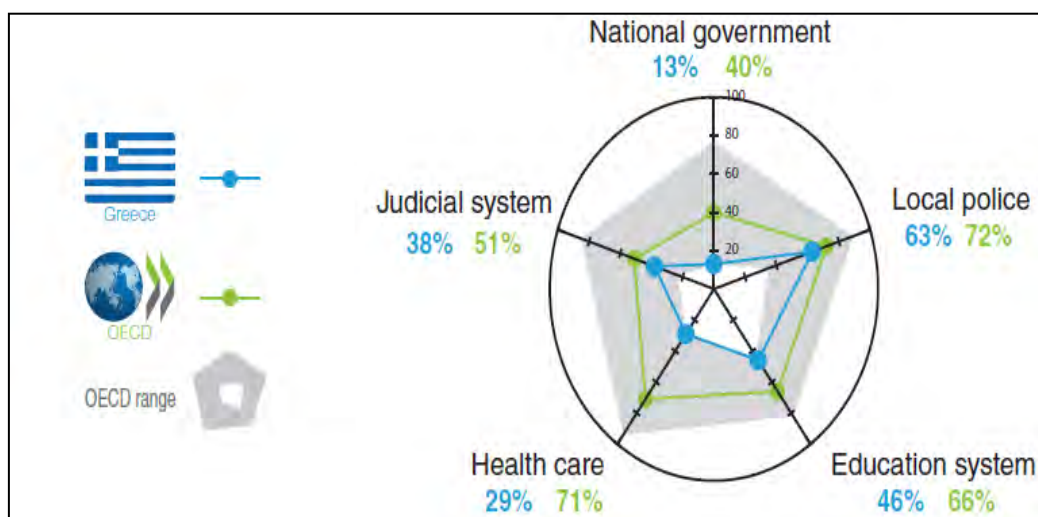 National government
13% 40%
100
80
60
40
20
Greece
Judicial system
38% 51%
Local police
63% 72%
OECD
OECD range
Health care
29% 71%
Education system
46% 66%